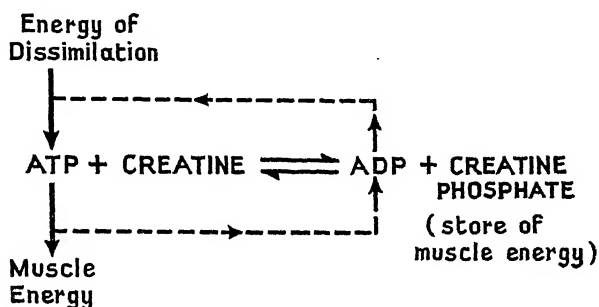 Energy of
Dissimilation
ATP + CREATINE ⇌ ADP + CREATINE
PHOSPHATE
(store of
muscle energy)
Muscle
Energy